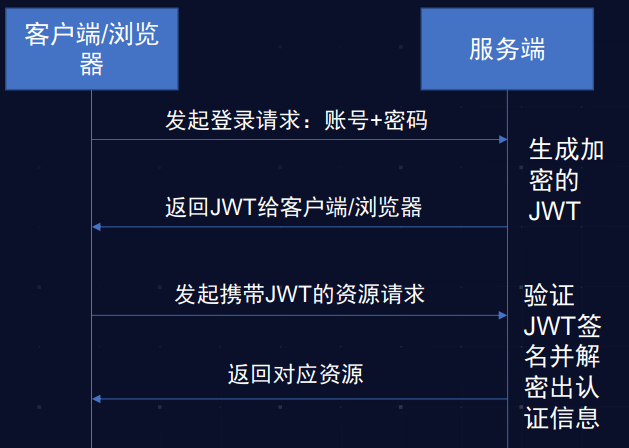 客户端/浏览
器
服务端
发起登录请求：账号+密码
生成加
密的
JWT
返回JWT给客户端/浏览器
发起携带JWT的资源请求
验证
JWT签
名并解
密出认
证信息
返回对应资源